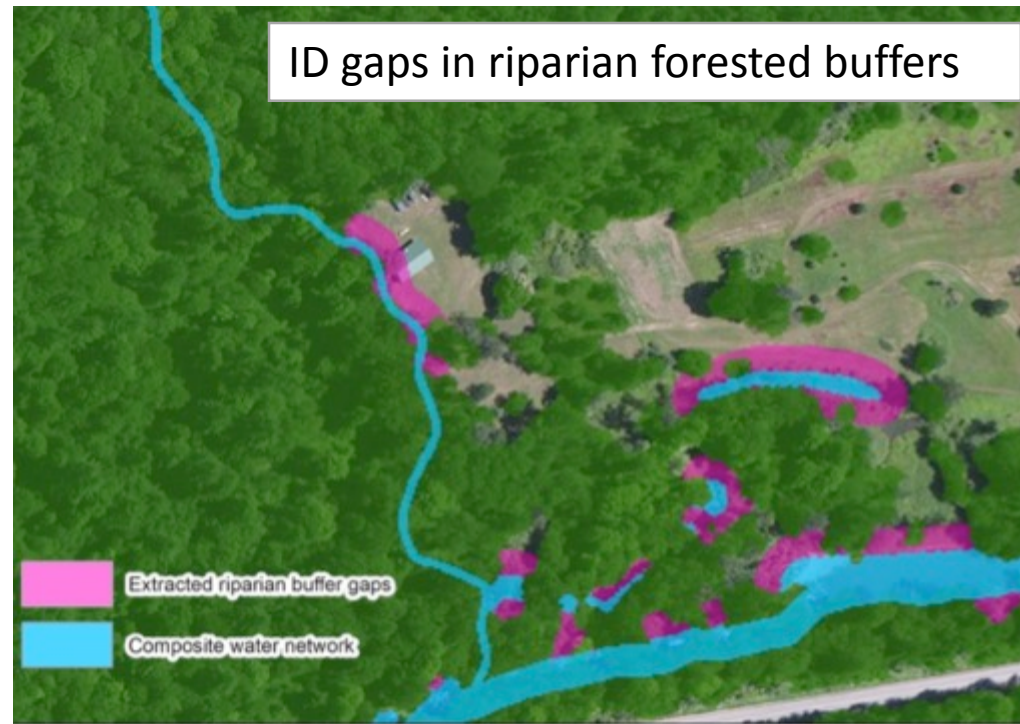 ID gaps in riparian forested buffers
Extracted riparian buffer gaps
Composite water network